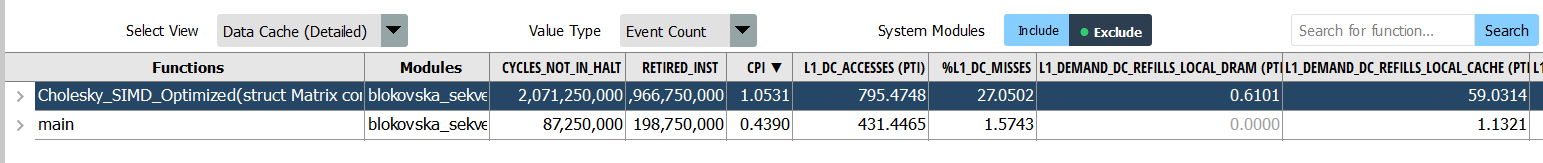 Select View Data Cache (Detailed) Value Type Event Count System Modules Include Exclude Search for function... Search
Functions Modules CYCLES_NOT_IN_HALT RETIRED_INST CPI ▼ L1_DC_ACCESSES (PTI) %L1_DC_MISSES L1_DEMAND_DC_REFILLS_LOCAL_DRAM (PTI L1_DEMAND_DC_REFILLS_LOCAL_CACHE (PTI
Cholesky_SIMD_Optimized(struct Matrix con blokovska_sekve 2,071,250,000 ,966,750,000 1.0531 795.4748 27.0502 0.6101 59.0314
main blokovska_sekve 87,250,000 198,750,000 0.4390 431.4465 1.5743 0.0000 1.1321